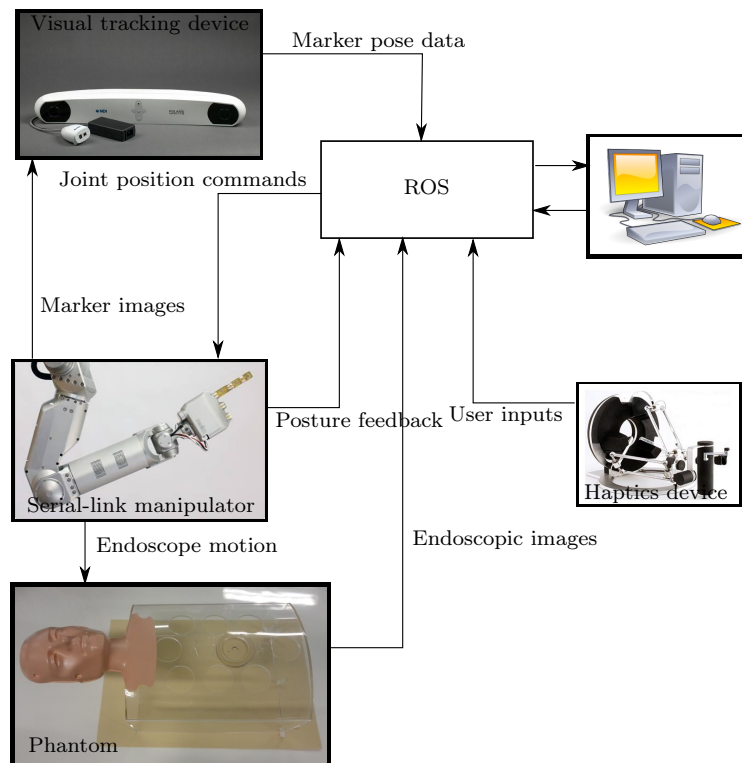 Visual tracking device
Marker pose data
Joint position commands
ROS
Marker images
Posture feedback
User inputs
Serial-link manipulator
Haptics device
Endoscope motion
Endoscopic images
Phantom